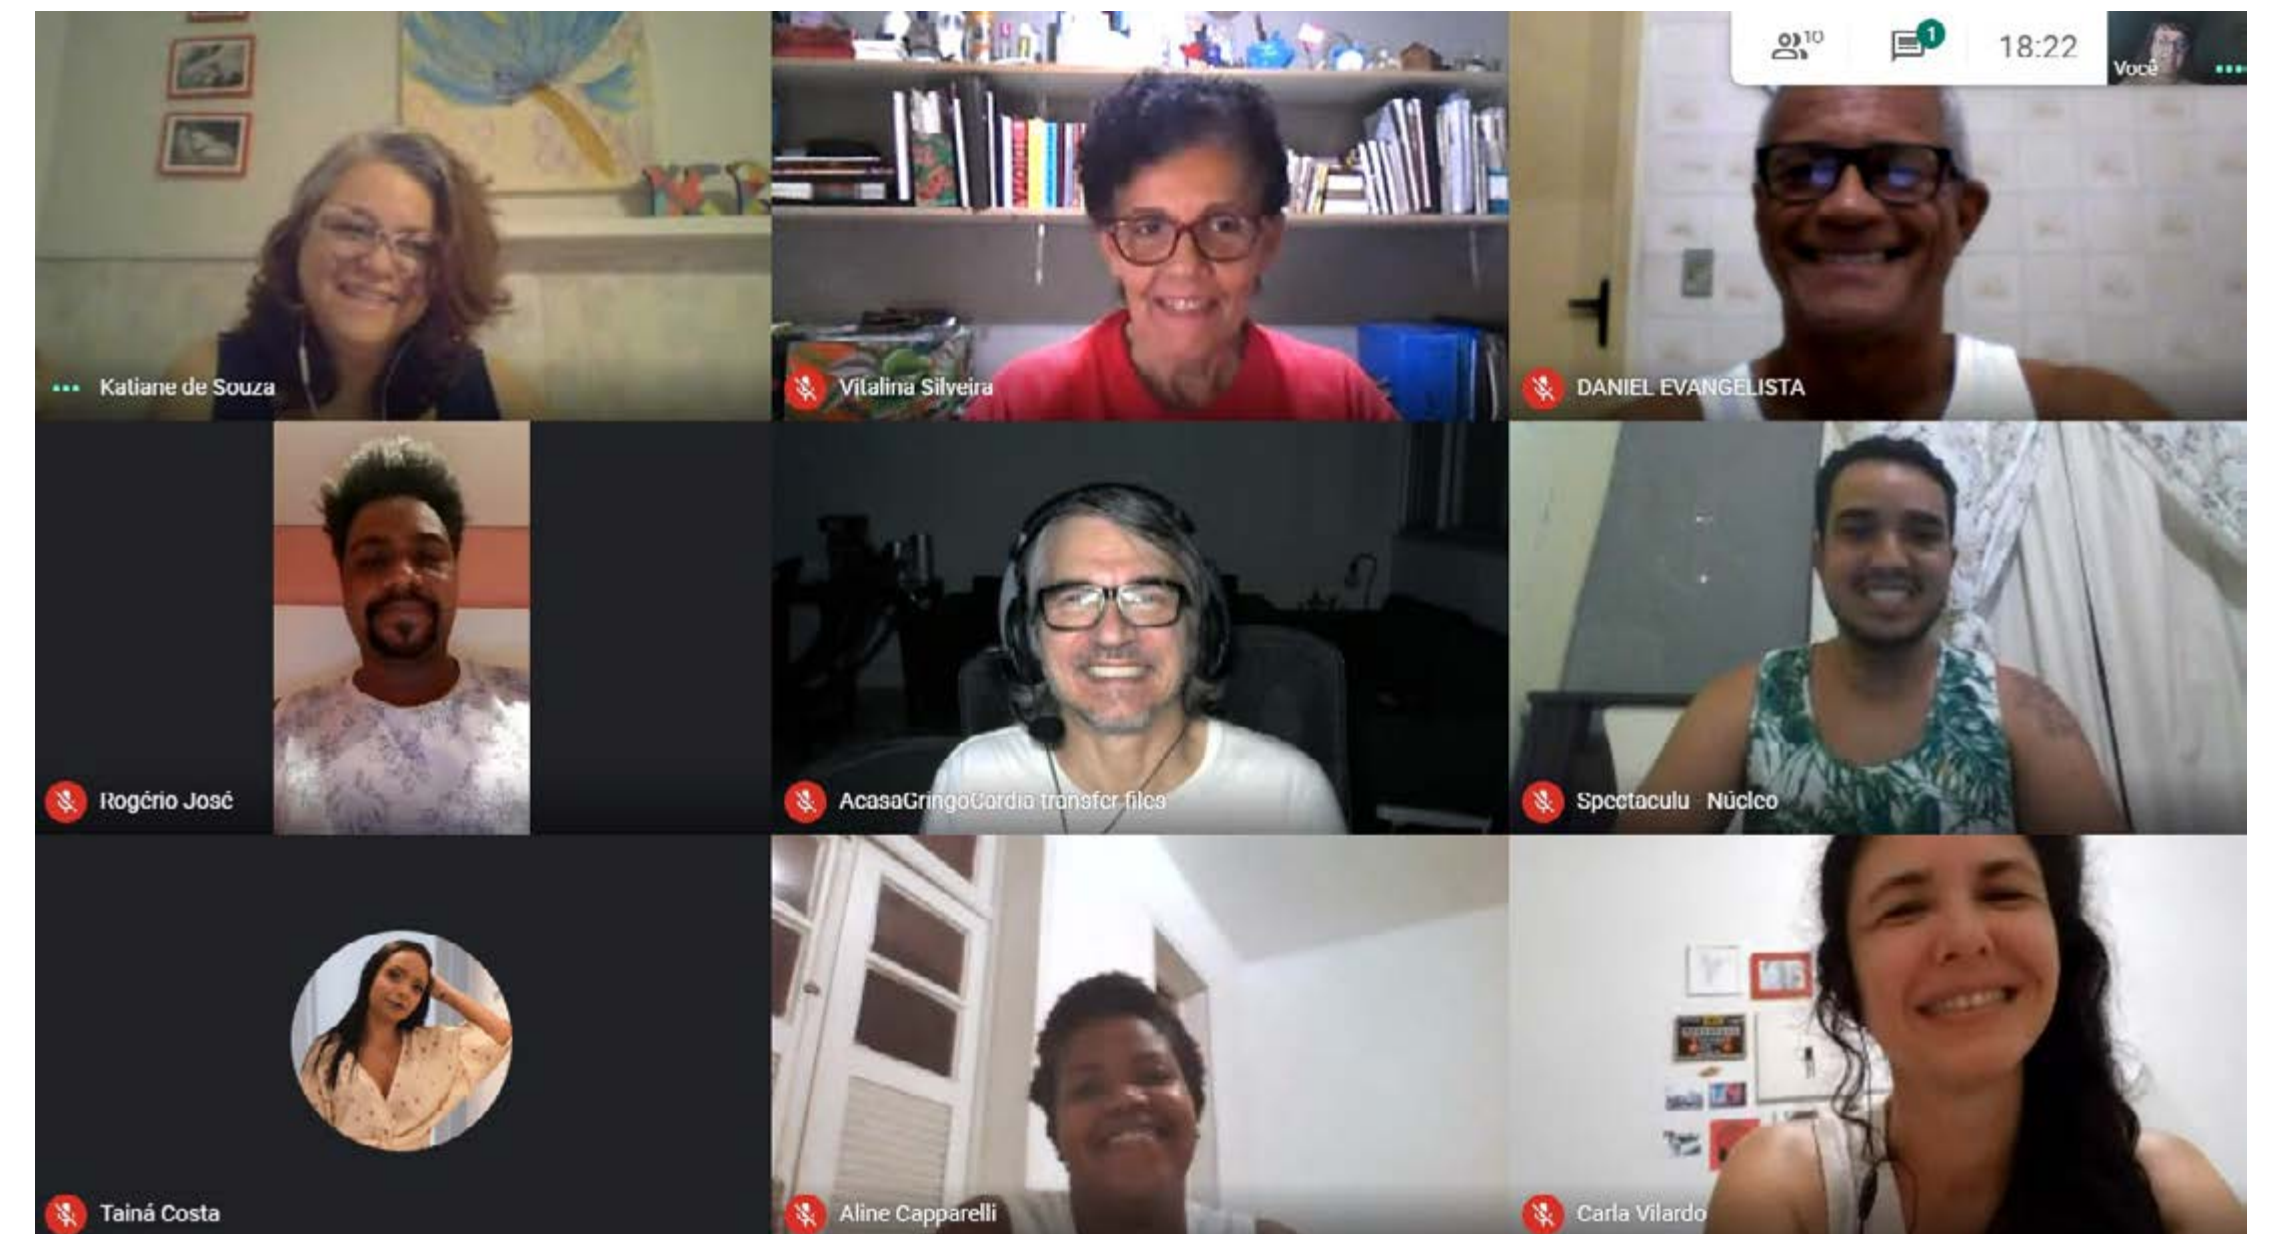 10
1
18:22
Você
Katiane de Souza
Vitalina Silveira
DANIEL EVANGELISTA
Rogério José
AcasaGringoCardia transfer files
Spectaculu - Núcleo
Tainá Costa
Aline Capparelli
Carla Vilardo